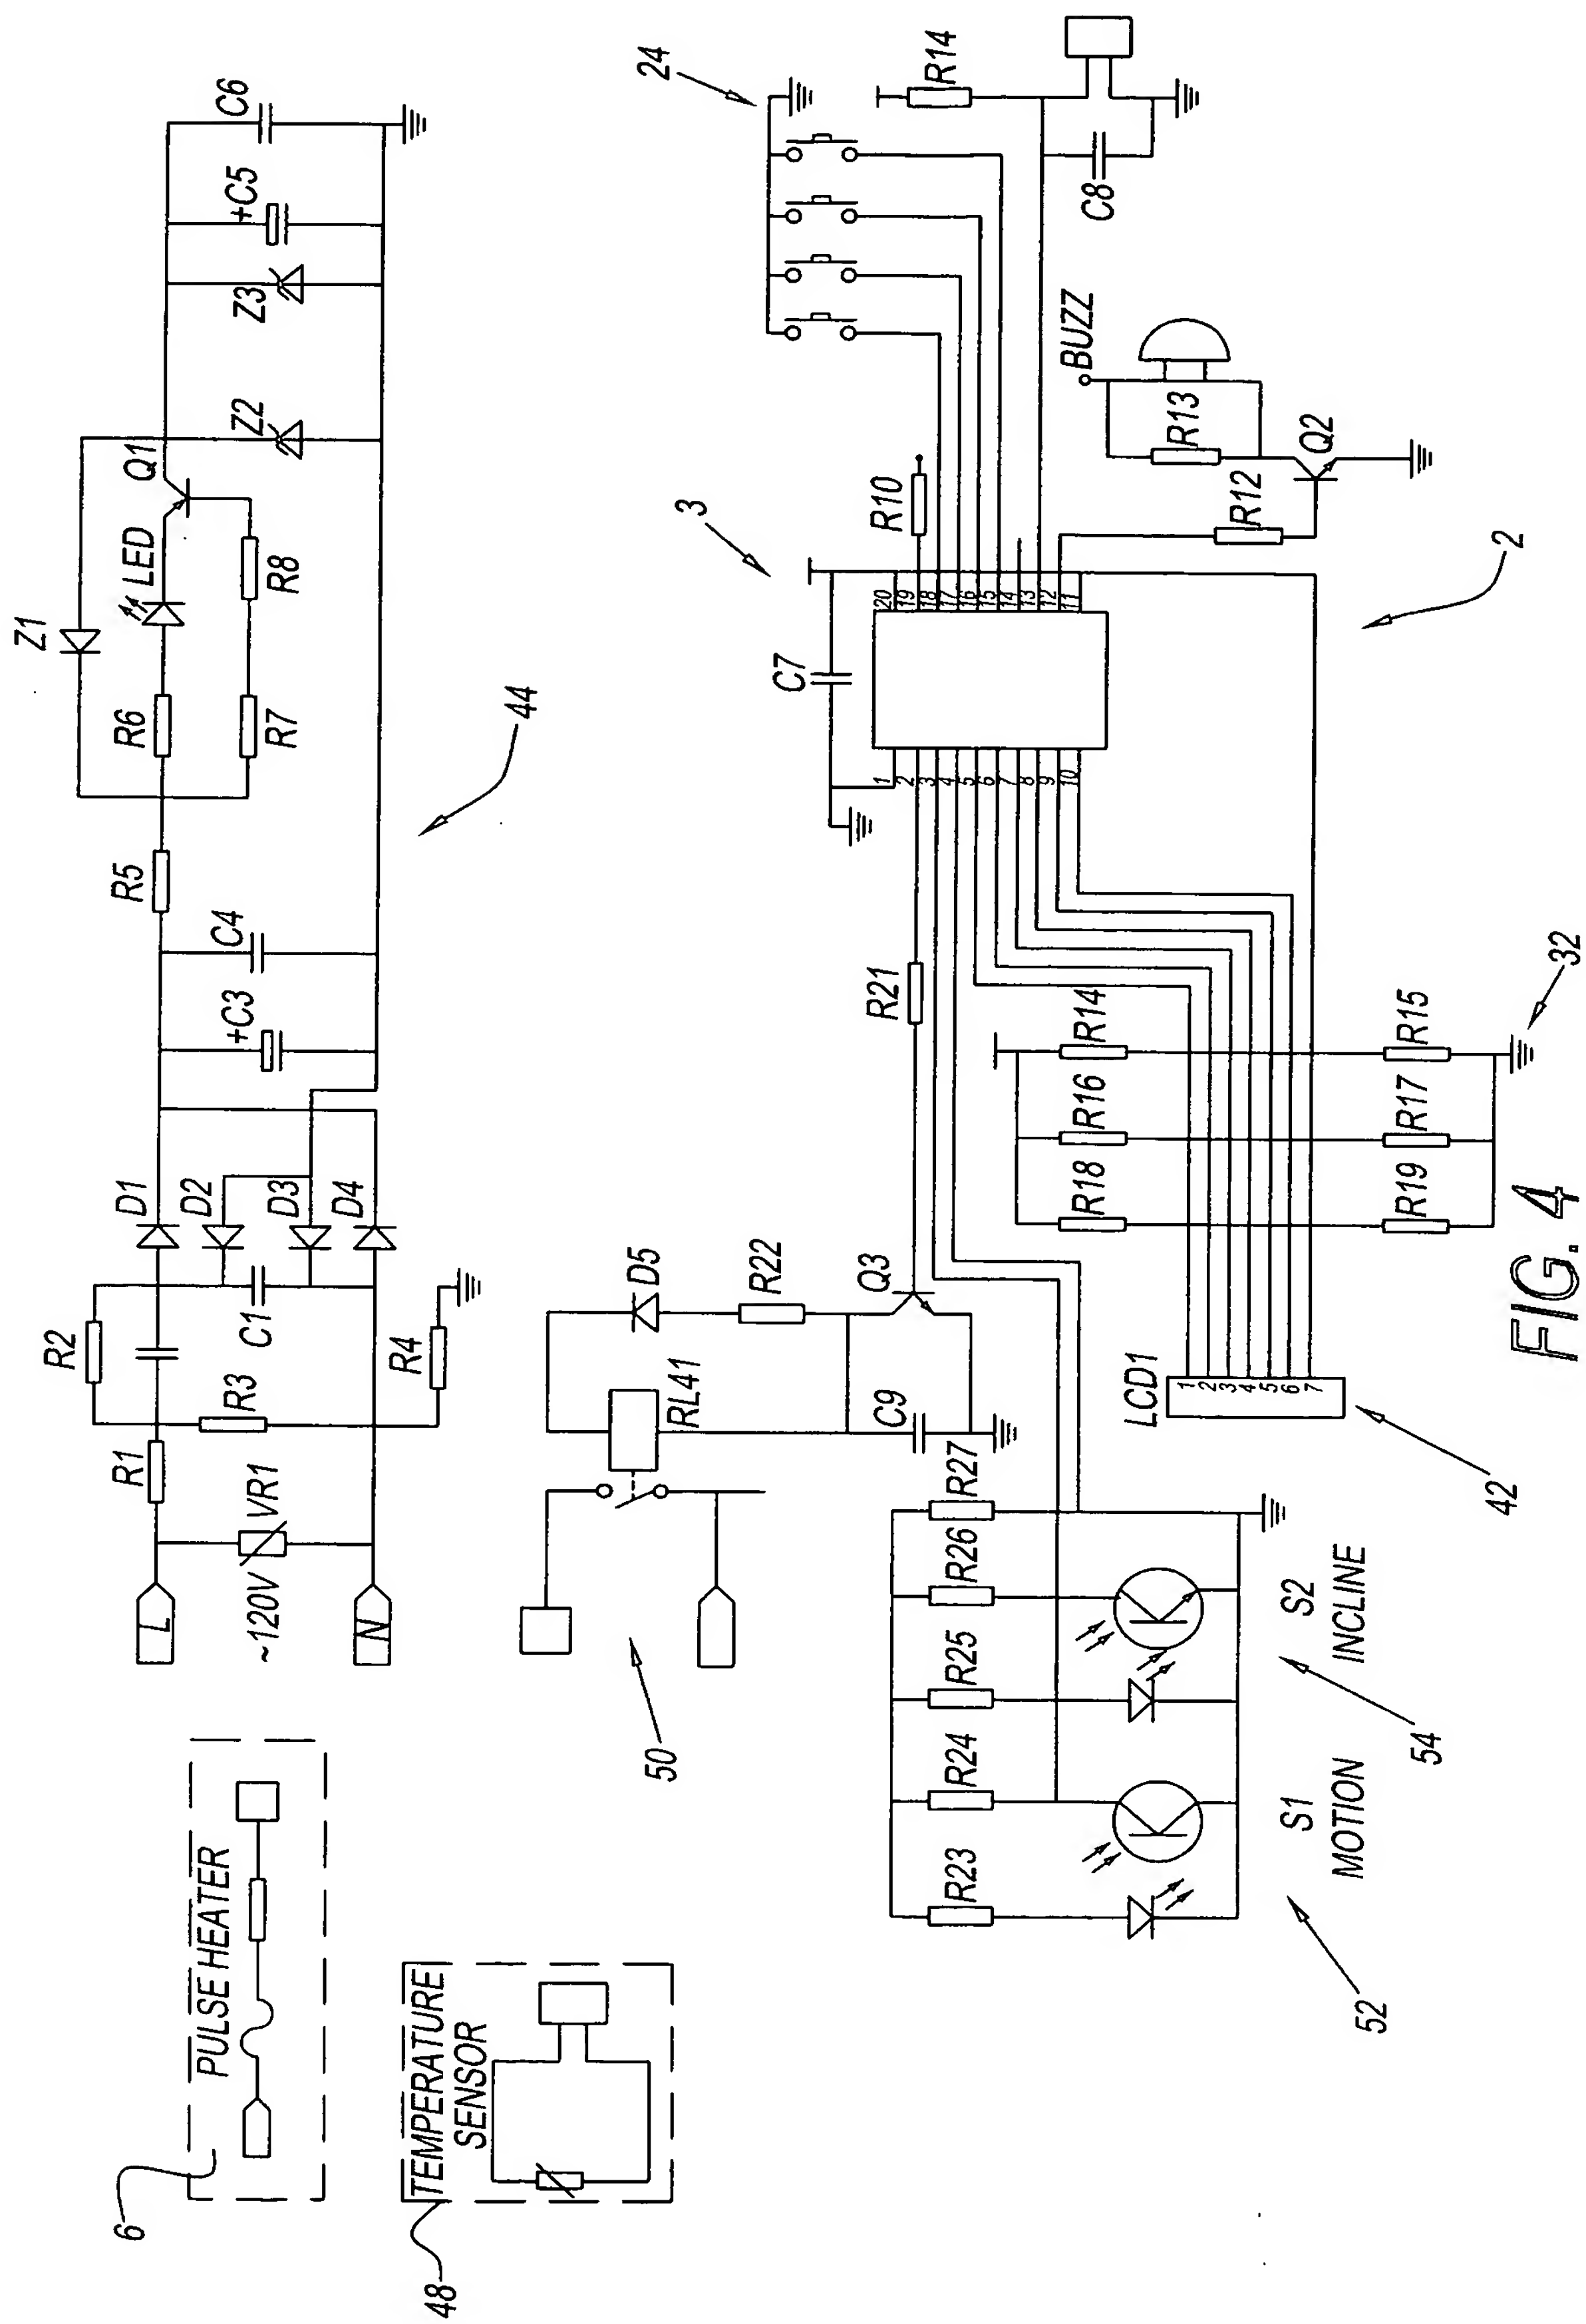 6
PULSE HEATER
48
TEMPERATURE
SENSOR
L
~120V
N
VR1
R1
R2
R3
R4
C1
D1
D2
D3
D4
+C3
C4
R5
44
Z1
R6
LED
Q1
R7
R8
Z2
Z3
+C5
C6
50
RL41
D5
R22
Q3
C9
R21
52
54
S1
MOTION
S2
INCLINE
R23
R24
R25
R26
R27
LCD1
1
2
3
4
5
6
7
42
R18
R16
R14
R19
R17
R15
32
C7
3
1
2
3
4
5
6
7
8
9
10
20
19
18
17
16
15
14
13
12
11
2
R10
24
R14
C8
BUZZ
R13
R12
Q2
FIG. 4